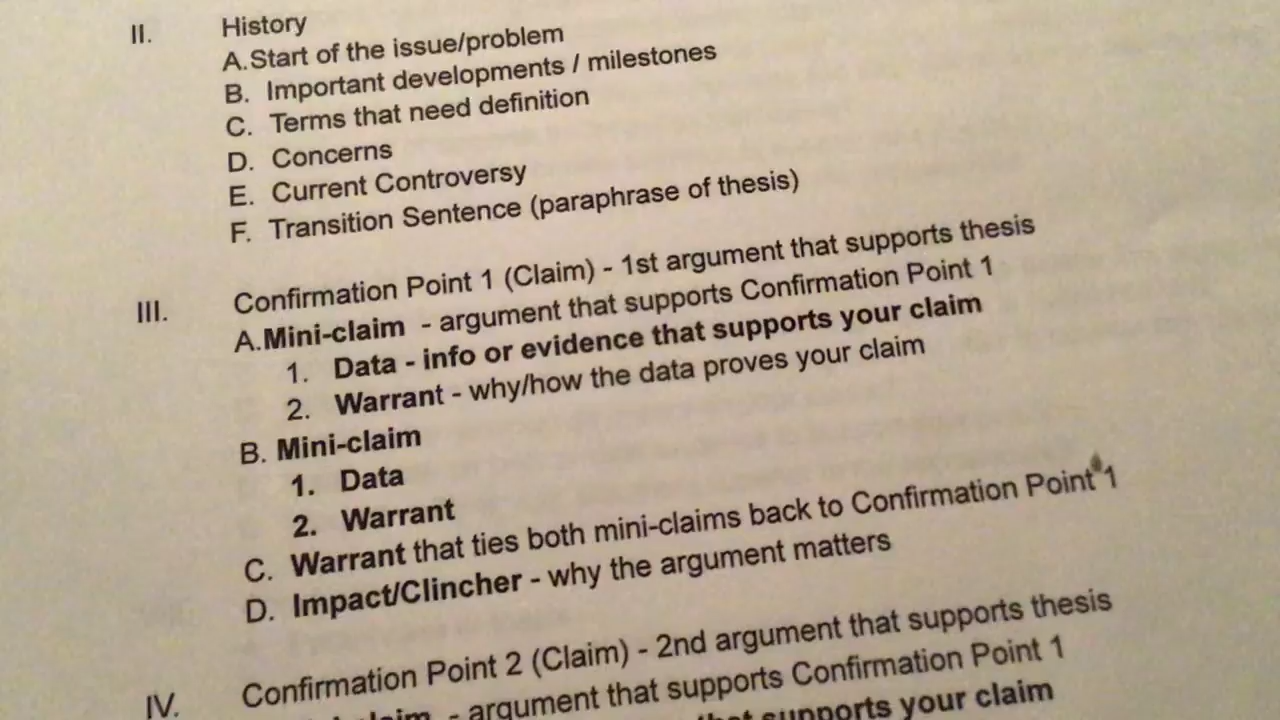 II. History
A.Start of the issue/problem
B. Important developments / milestones
C. Terms that need definition
D. Concerns
E. Current Controversy
F. Transition Sentence (paraphrase of thesis)
III. Confirmation Point 1 (Claim) - 1st argument that supports thesis
A.Mini-claim - argument that supports Confirmation Point 1
1. Data - info or evidence that supports your claim
2. Warrant - why/how the data proves your claim
B. Mini-claim
1. Data
2. Warrant
C. Warrant that ties both mini-claims back to Confirmation Point 1
D. Impact/Clincher - why the argument matters
IV. Confirmation Point 2 (Claim) - 2nd argument that supports thesis
- argument that supports Confirmation Point 1
that supports your claim